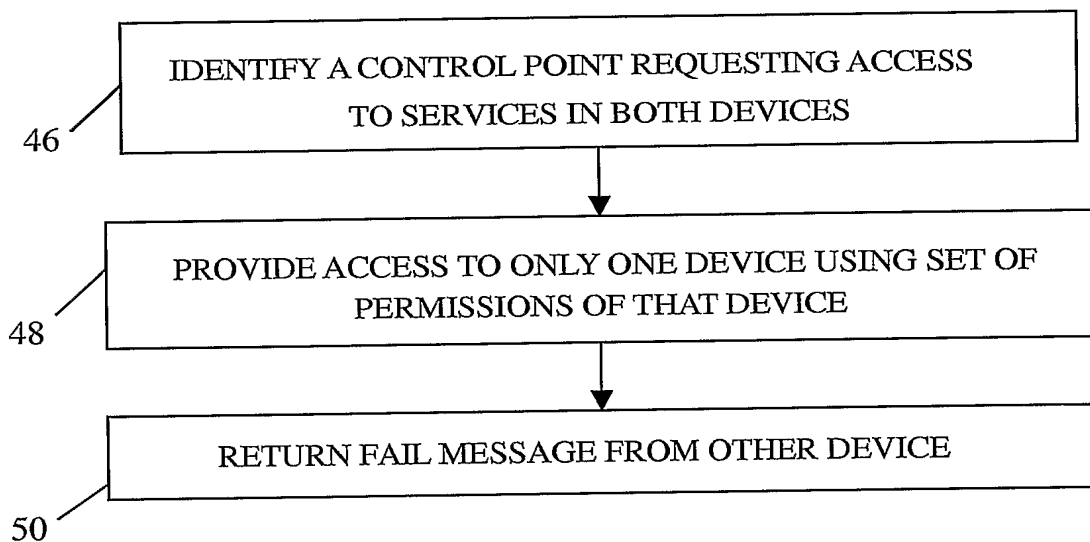 IDENTIFY A CONTROL POINT REQUESTING ACCESS
TO SERVICES IN BOTH DEVICES
46
PROVIDE ACCESS TO ONLY ONE DEVICE USING SET OF
PERMISSIONS OF THAT DEVICE
48
RETURN FAIL MESSAGE FROM OTHER DEVICE
50